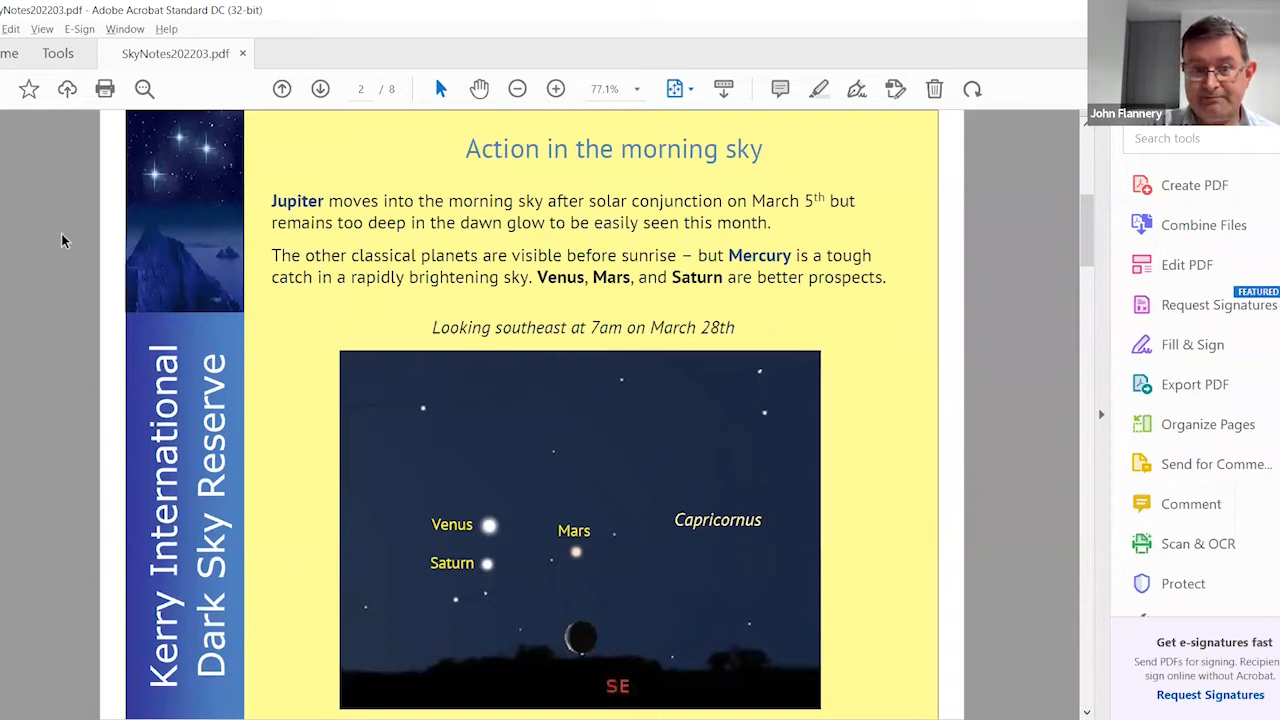 yNotes202203.pdf - Adobe Acrobat Standard DC (32-bit)
Edit View E-Sign Window Help
me Tools SkyNotes202203.pdf ×
2 / 8 77.1%
John Flannery
Kerry International
Dark Sky Reserve
Action in the morning sky
Jupiter moves into the morning sky after solar conjunction on March 5th but
remains too deep in the dawn glow to be easily seen this month.
The other classical planets are visible before sunrise – but Mercury is a tough
catch in a rapidly brightening sky. Venus, Mars, and Saturn are better prospects.
Looking southeast at 7am on March 28th
Venus
Mars
Capricornus
Saturn
SE
Search tools
Create PDF
Combine Files
Edit PDF
FEATURED
Request Signatures
Fill & Sign
Export PDF
Organize Pages
Send for Comme...
Comment
Scan & OCR
Protect
Get e-signatures fast
Send PDFs for signing. Recipien
sign online without Acrobat.
Request Signatures